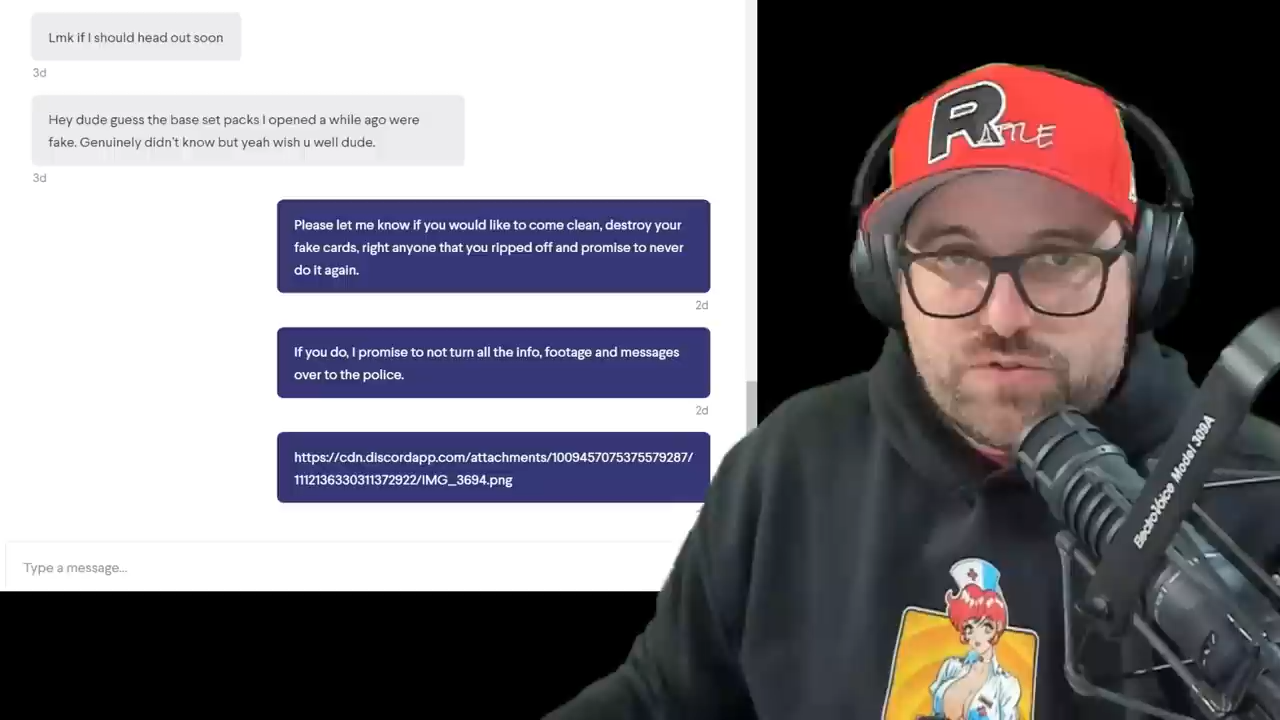 Lmk if I should head out soon
3d
Hey dude guess the base set packs I opened a while ago were
fake. Genuinely didn't know but yeah wish u well dude.
3d
Please let me know if you would like to come clean, destroy your
fake cards, right anyone that you ripped off and promise to never
do it again.
2d
If you do, I promise to not turn all the info, footage and messages
over to the police.
2d
https://cdn.discordapp.com/attachments/1009457075375579287/
1112136330311372922/IMG_3694.png
Type a message...
RATTLE
ElectroVoice Model 309A